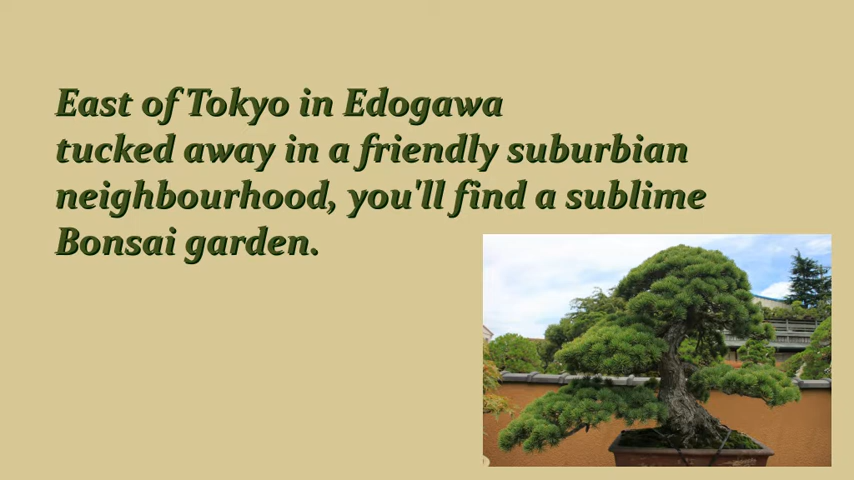 East of Tokyo in Edogawa
tucked away in a friendly suburbian
neighbourhood, you'll find a sublime
Bonsai garden.